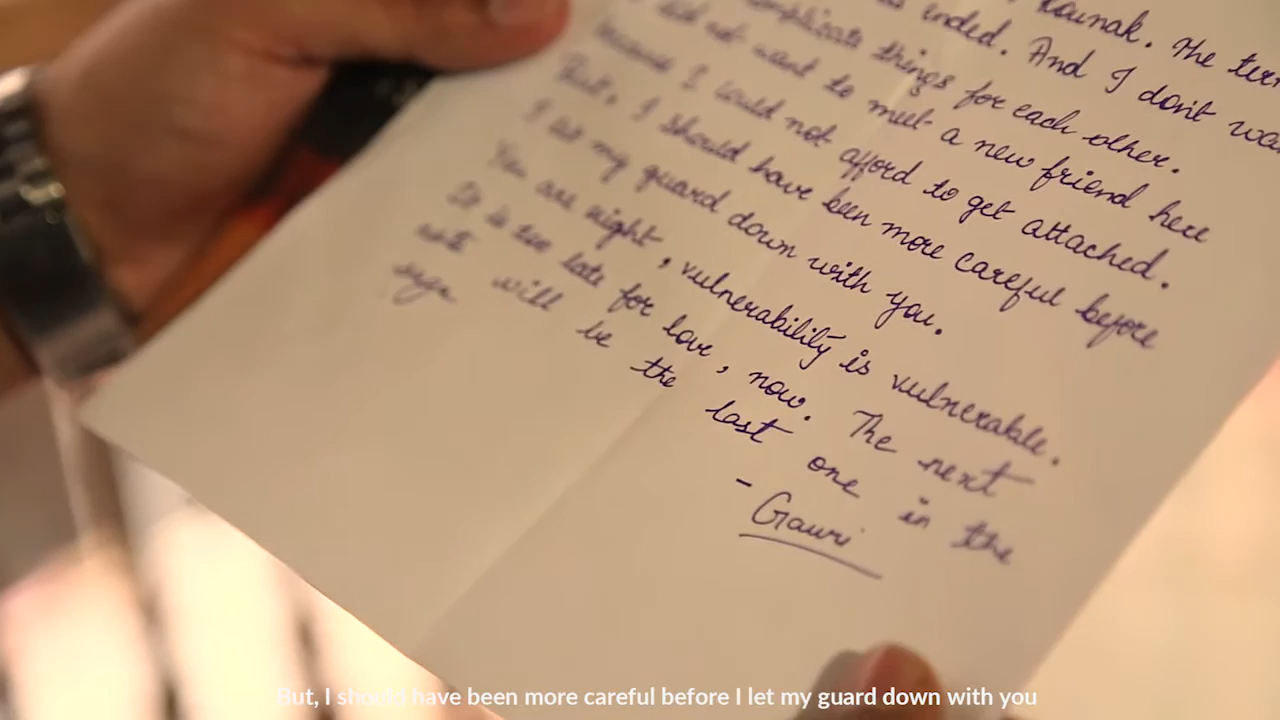 Rounak. The ter
ended. And I don't wa
complicate things for each other.
did not want to meet a new friend here
because I could not afford to get attached.
But, I should have been more careful before
I let my guard down with you.
You are right, vulnerability is vulnerable.
It is too late for love, now. The next
will be the last one in the
- Gauri
But, I should have been more careful before I let my guard down with you